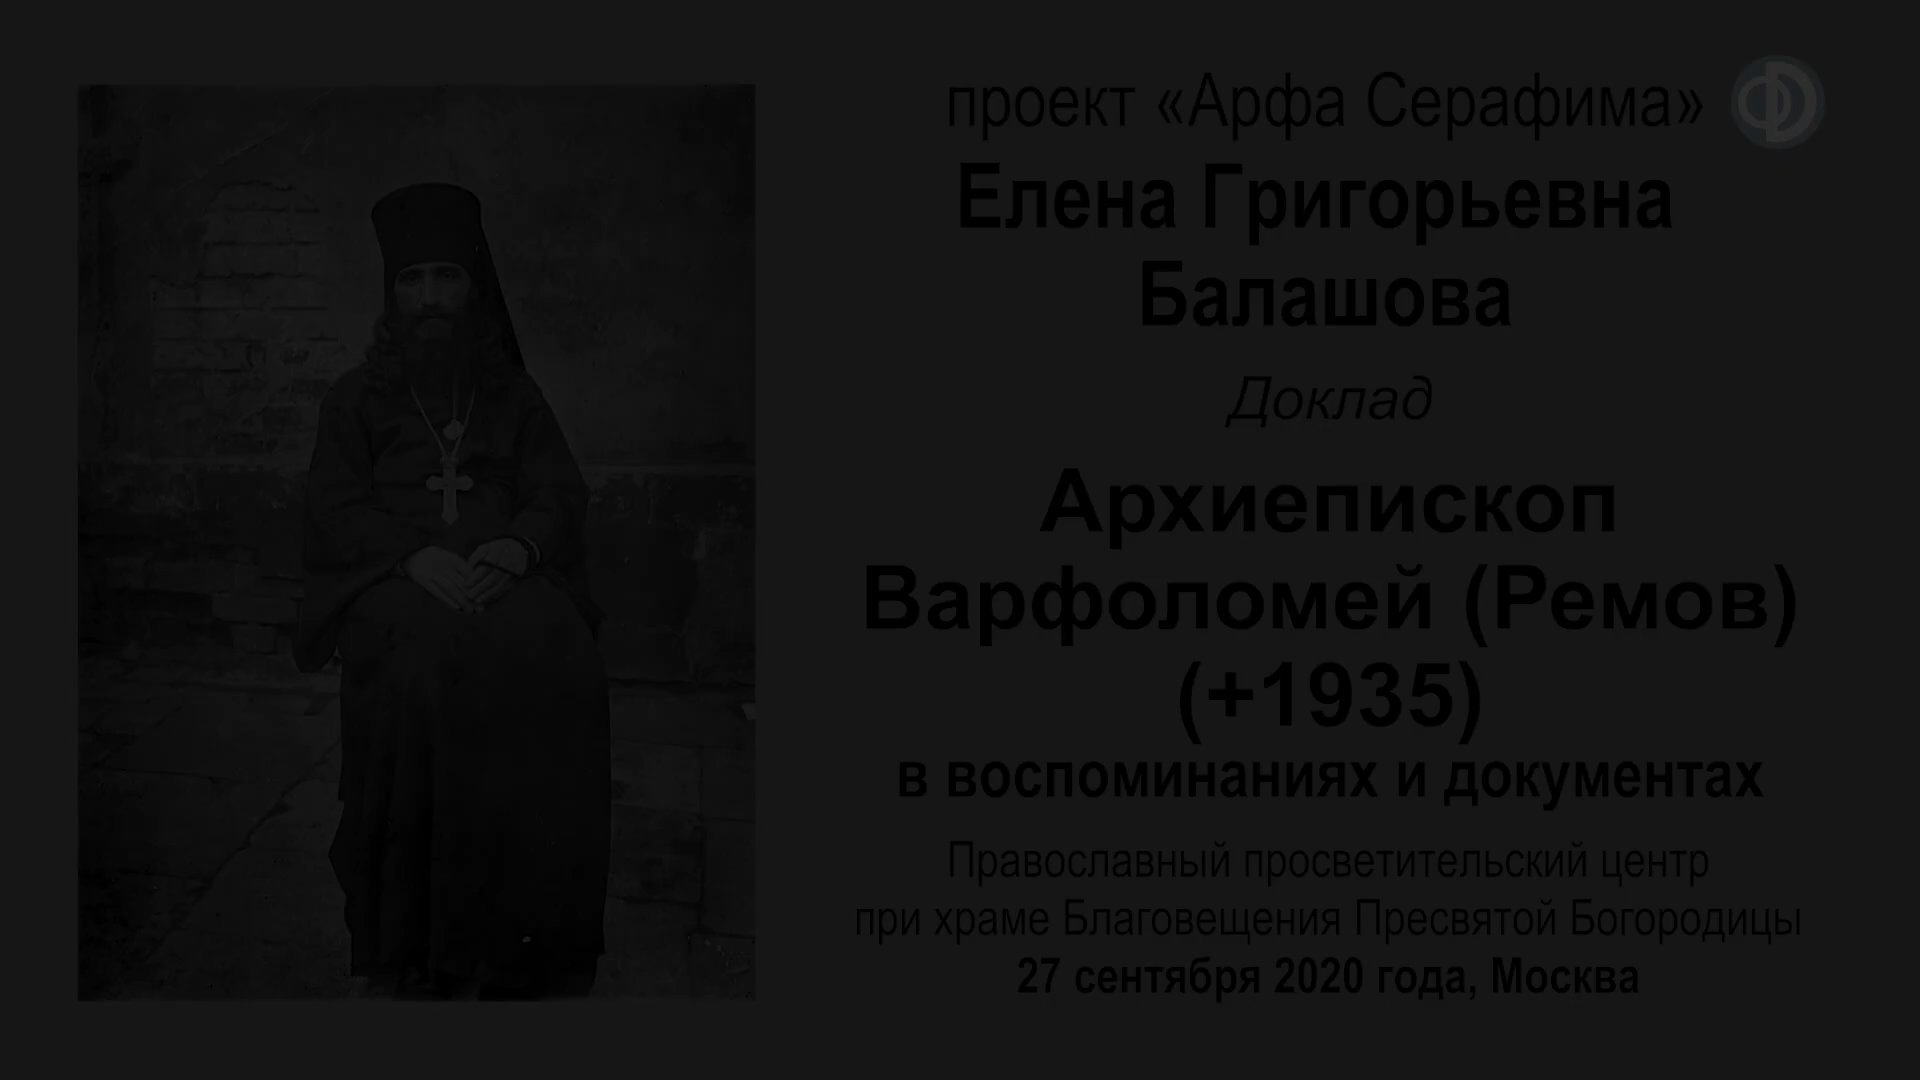 проект «Арфа Серафима»
Елена Григорьевна
Балашова
Доклад
Архиепископ
Варфоломей (Ремов)
(+1935)
в воспоминаниях и документах
Православный просветительский центр
при храме Благовещения Пресвятой Богородицы
27 сентября 2020 года, Москва